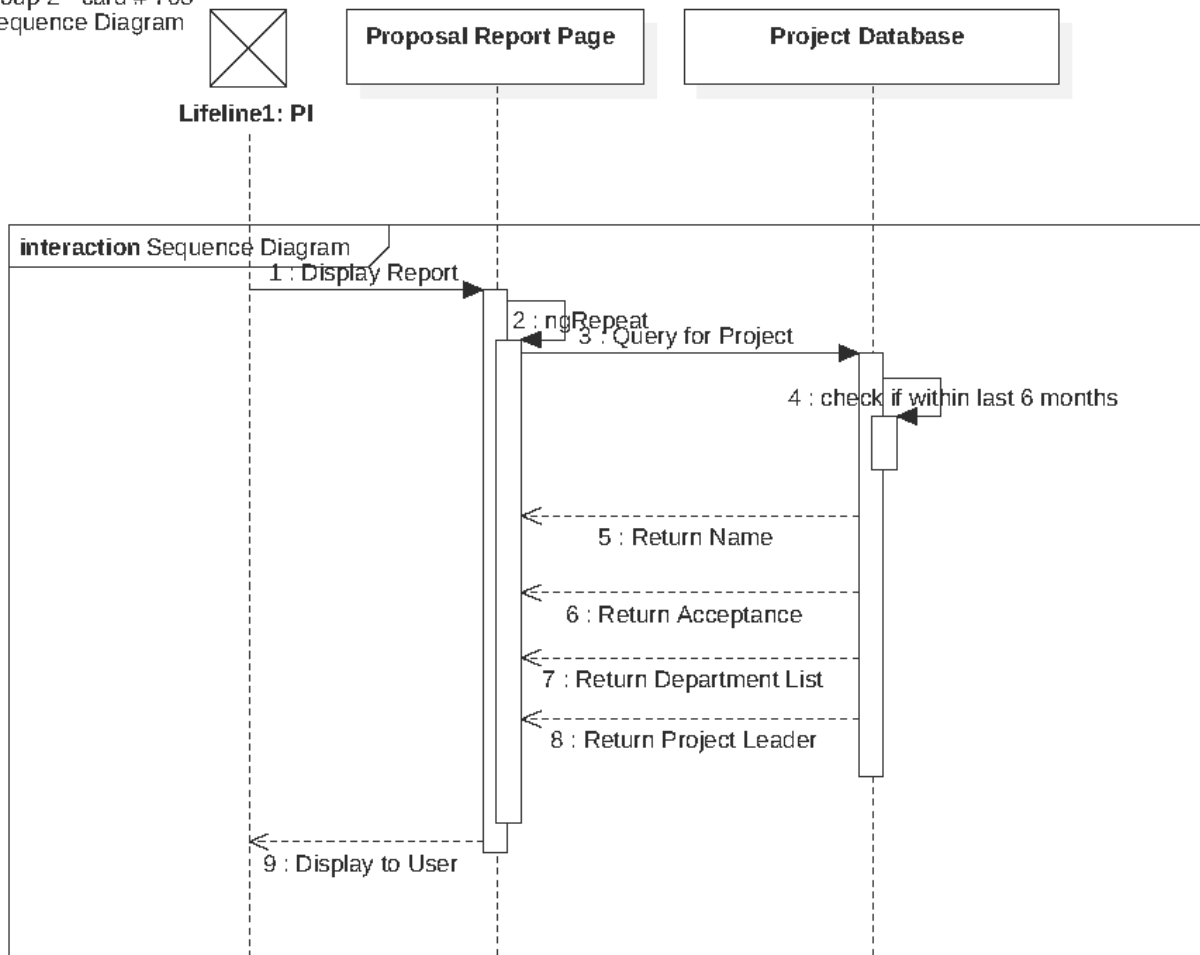 Sequence Diagram
Lifeline1: PI
Proposal Report Page
Project Database
interaction Sequence Diagram
1 : Display Report
2 : ngRepeat
3 : Query for Project
4 : check if within last 6 months
5 : Return Name
6 : Return Acceptance
7 : Return Department List
8 : Return Project Leader
9 : Display to User